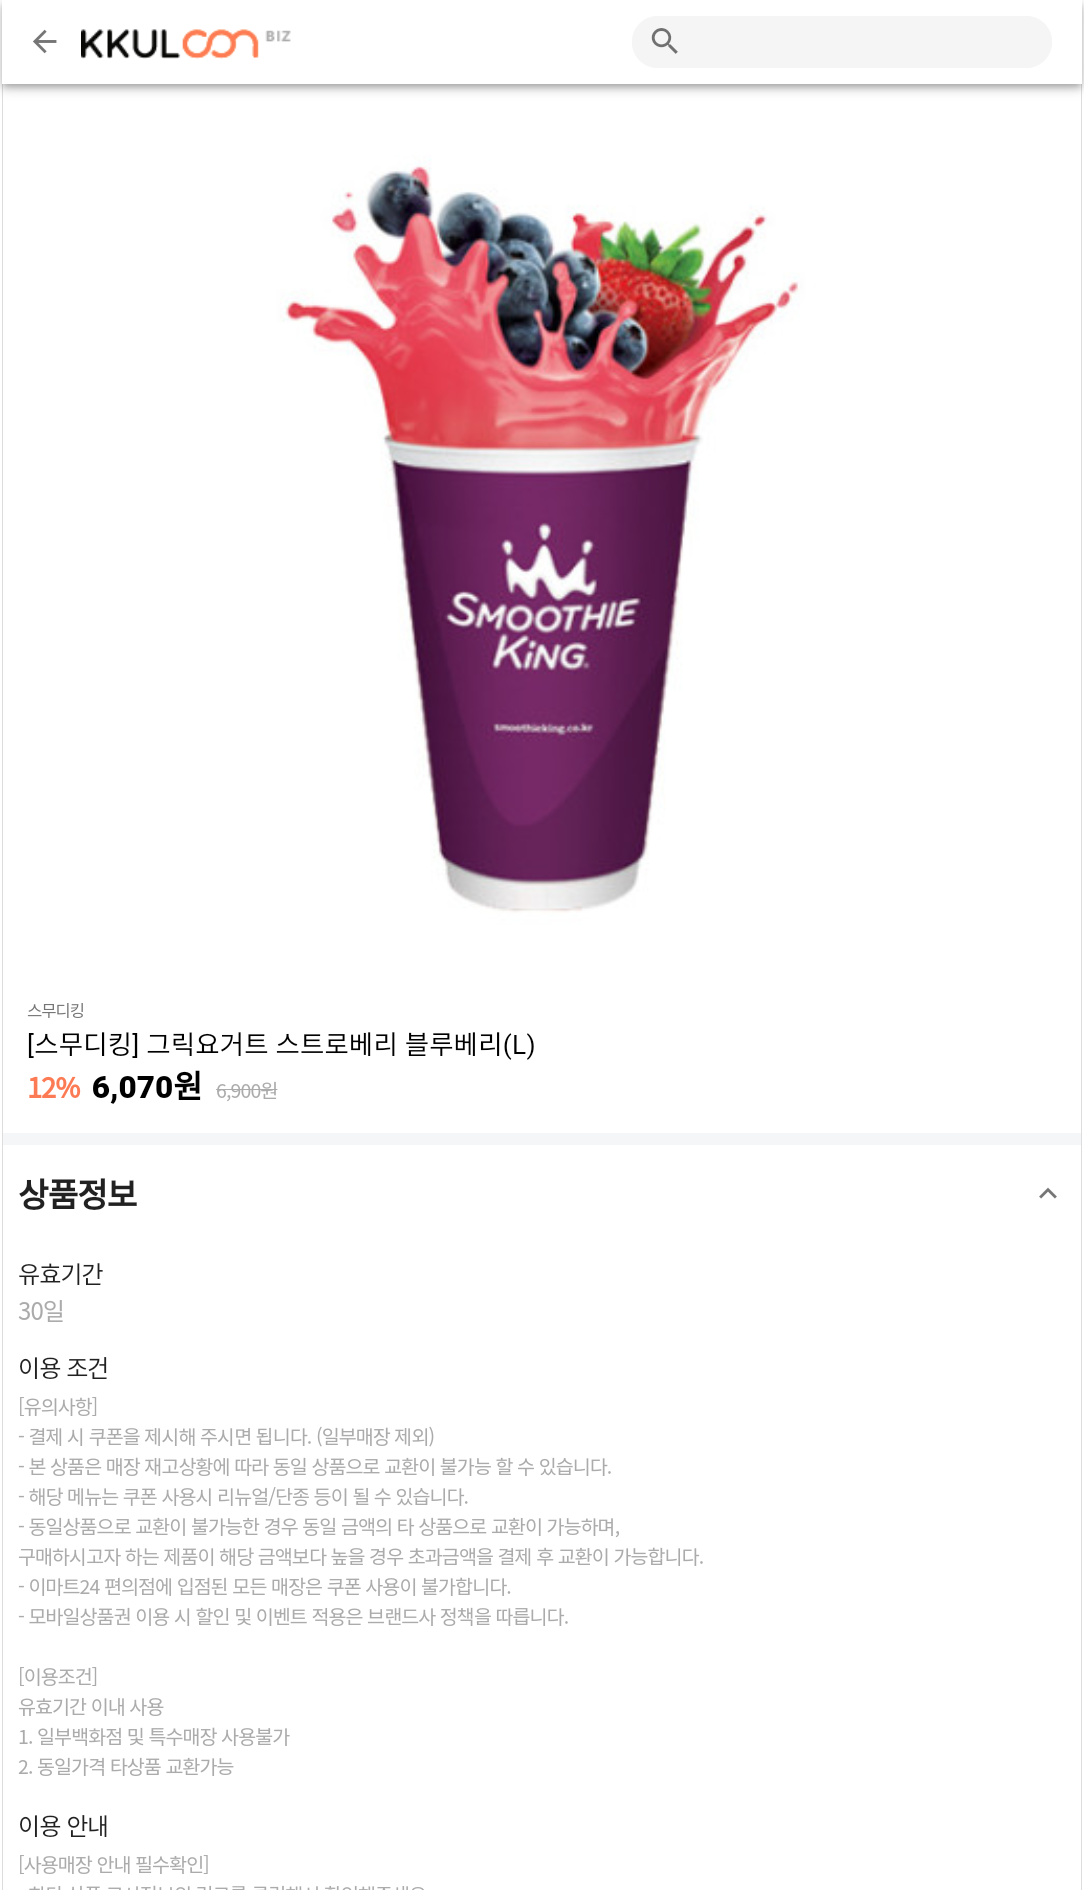 KKULCON BIZ
SMOOTHIE
KiNG
smoothieking.co.kr
스무디킹
[스무디킹] 그릭요거트 스트로베리 블루베리(L)
12% 6,070원 6,900원
상품정보
유효기간
30일
이용 조건
[유의사항]
- 결제 시 쿠폰을 제시해 주시면 됩니다. (일부매장 제외)
- 본 상품은 매장 재고상황에 따라 동일 상품으로 교환이 불가능 할 수 있습니다.
- 해당 메뉴는 쿠폰 사용시 리뉴얼/단종 등이 될 수 있습니다.
- 동일상품으로 교환이 불가능한 경우 동일 금액의 타 상품으로 교환이 가능하며,
구매하시고자 하는 제품이 해당 금액보다 높을 경우 초과금액을 결제 후 교환이 가능합니다.
- 이마트24 편의점에 입점된 모든 매장은 쿠폰 사용이 불가합니다.
- 모바일상품권 이용 시 할인 및 이벤트 적용은 브랜드사 정책을 따릅니다.
[이용조건]
유효기간 이내 사용
1. 일부백화점 및 특수매장 사용불가
2. 동일가격 타상품 교환가능
이용 안내
[사용매장 안내 필수확인]